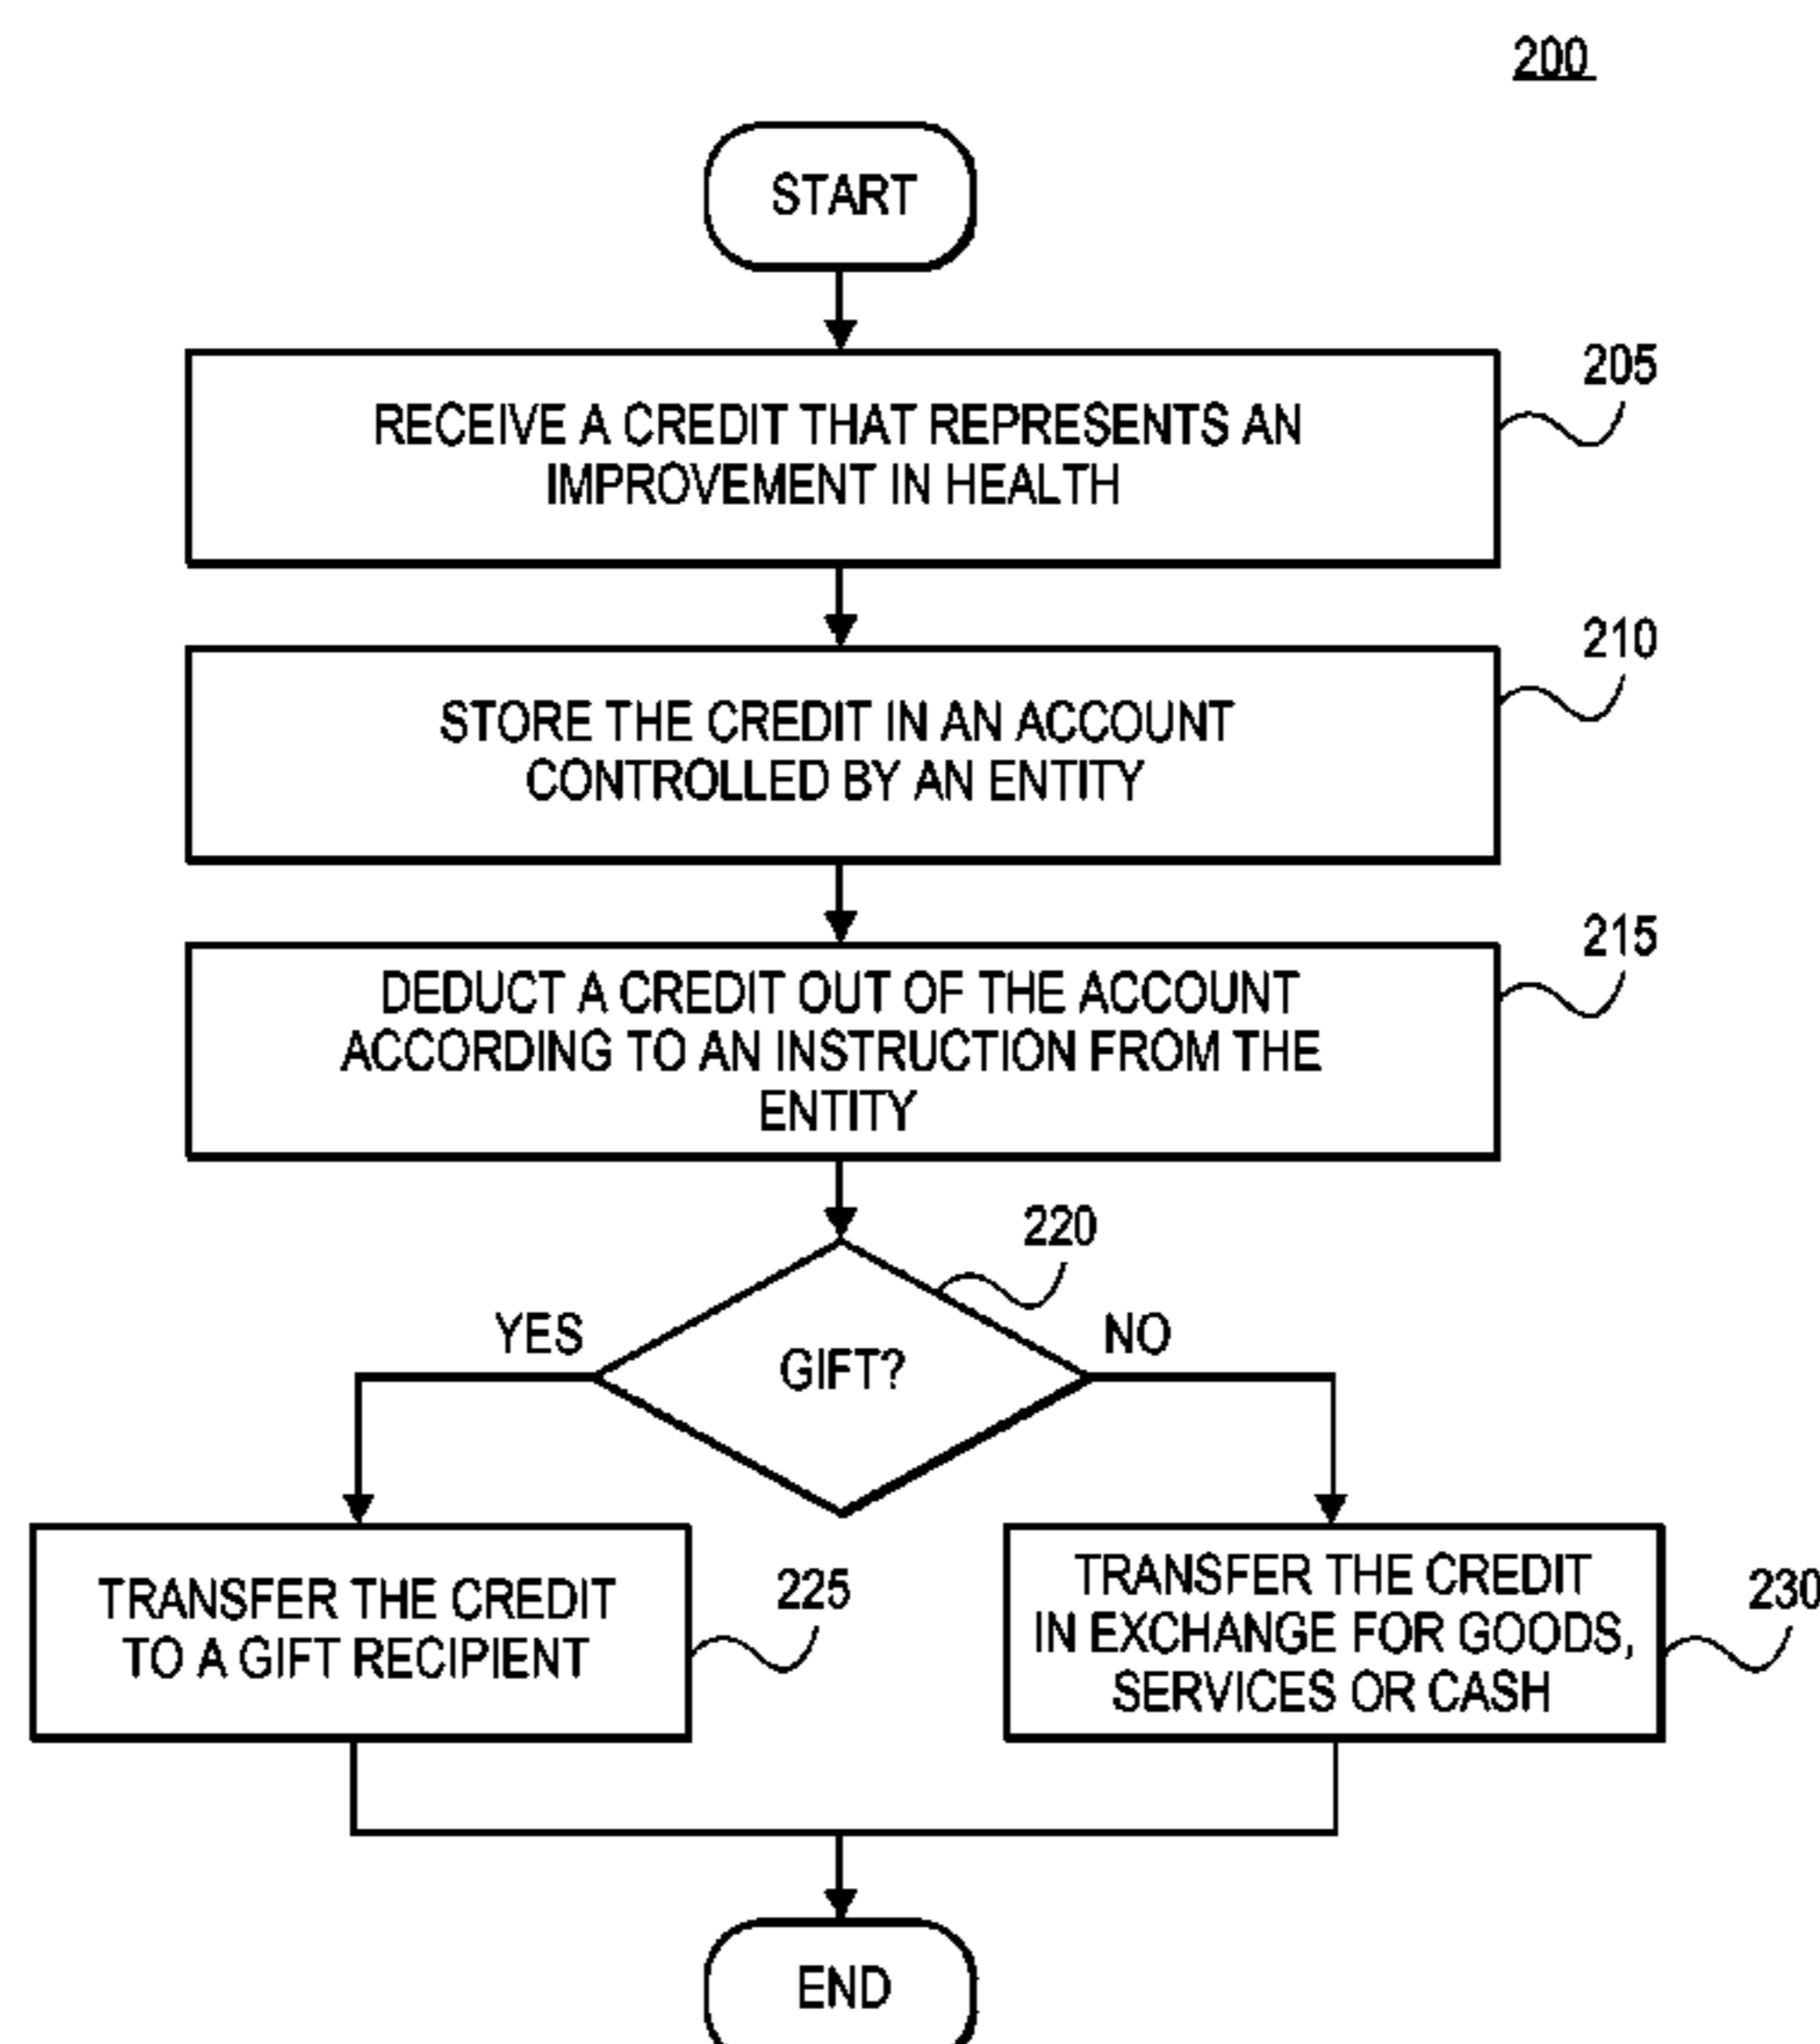 200
START
RECEIVE A CREDIT THAT REPRESENTS AN
IMPROVEMENT IN HEALTH
205
STORE THE CREDIT IN AN ACCOUNT
CONTROLLED BY AN ENTITY
210
DEDUCT A CREDIT OUT OF THE ACCOUNT
ACCORDING TO AN INSTRUCTION FROM THE
ENTITY
215
220
YES
GIFT?
NO
TRANSFER THE CREDIT
TO A GIFT RECIPIENT
225
TRANSFER THE CREDIT
IN EXCHANGE FOR GOODS,
SERVICES OR CASH
230
END